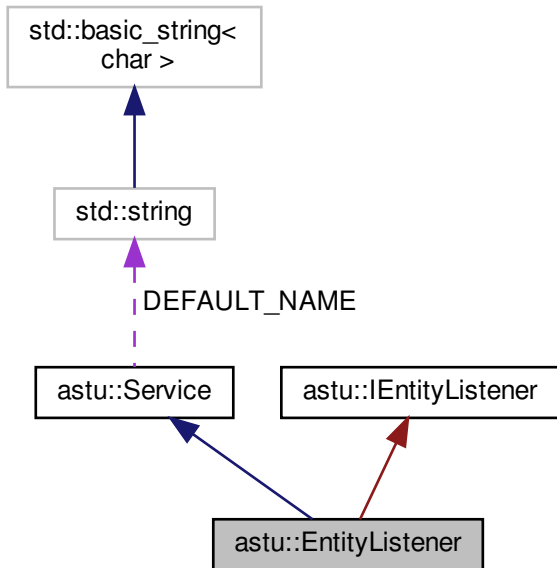 std::basic_string<
char >
std::string
DEFAULT_NAME
astu::Service
astu::IEntityListener
astu::EntityListener